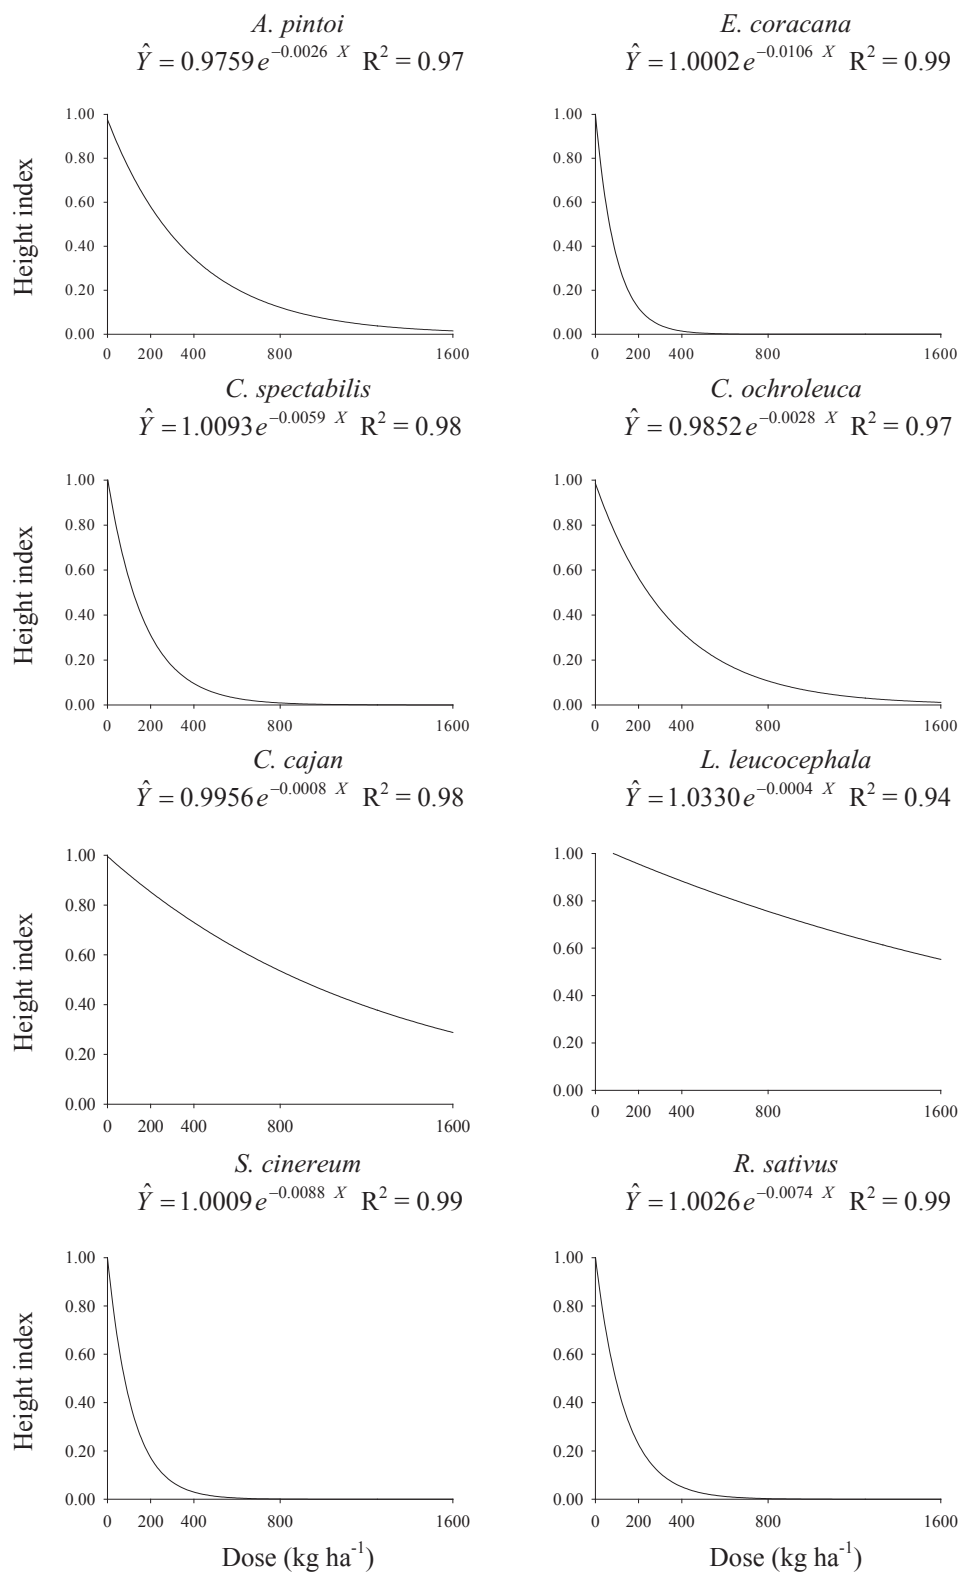 A. pintoi
Ŷ = 0.9759e^{−0.0026 X} R² = 0.97
Height index
1.00
0.80
0.60
0.40
0.20
0.00
0 200 400 800 1600
E. coracana
Ŷ = 1.0002e^{−0.0106 X} R² = 0.99
1.00
0.80
0.60
0.40
0.20
0.00
0 200 400 800 1600
C. spectabilis
Ŷ = 1.0093e^{−0.0059 X} R² = 0.98
Height index
1.00
0.80
0.60
0.40
0.20
0.00
0 200 400 800 1600
C. ochroleuca
Ŷ = 0.9852e^{−0.0028 X} R² = 0.97
1.00
0.80
0.60
0.40
0.20
0.00
0 200 400 800 1600
C. cajan
Ŷ = 0.9956e^{−0.0008 X} R² = 0.98
Height index
1.00
0.80
0.60
0.40
0.20
0.00
0 200 400 800 1600
L. leucocephala
Ŷ = 1.0330e^{−0.0004 X} R² = 0.94
1.00
0.80
0.60
0.40
0.20
0.00
0 200 400 800 1600
S. cinereum
Ŷ = 1.0009e^{−0.0088 X} R² = 0.99
Height index
1.00
0.80
0.60
0.40
0.20
0.00
0 200 400 800 1600
Dose (kg ha⁻¹)
R. sativus
Ŷ = 1.0026e^{−0.0074 X} R² = 0.99
1.00
0.80
0.60
0.40
0.20
0.00
0 200 400 800 1600
Dose (kg ha⁻¹)